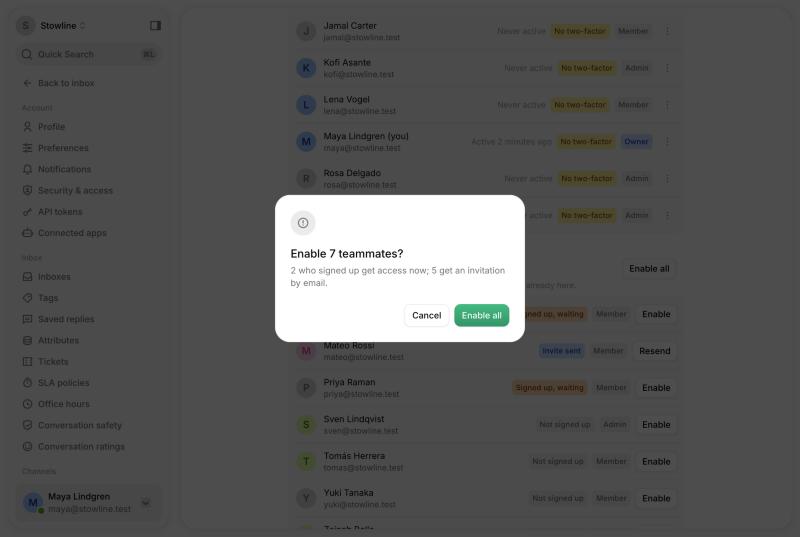 S Stowline
Quick Search ⌘L
Back to inbox
Account
Profile
Preferences
Notifications
Security & access
API tokens
Connected apps
Inbox
Inboxes
Tags
Saved replies
Attributes
Tickets
SLA policies
Office hours
Conversation safety
Conversation ratings
Channels
M Maya Lindgren
maya@stowline.test
J Jamal Carter Never active No two-factor Member
jamal@stowline.test
K Kofi Asante Never active No two-factor Admin
kofi@stowline.test
L Lena Vogel Never active No two-factor Member
lena@stowline.test
M Maya Lindgren (you) Active 2 minutes ago No two-factor Owner
maya@stowline.test
R Rosa Delgado Never active No two-factor Admin
rosa@stowline.test
active No two-factor Admin
Enable 7 teammates?
2 who signed up get access now; 5 get an invitation
by email.
Cancel Enable all
Enable all
already here.
signed up, waiting Member Enable
M Mateo Rossi Invite sent Member Resend
mateo@stowline.test
P Priya Raman Signed up, waiting Member Enable
priya@stowline.test
S Sven Lindqvist Not signed up Admin Enable
sven@stowline.test
T Tomás Herrera Not signed up Member Enable
tomas@stowline.test
Y Yuki Tanaka Not signed up Member Enable
yuki@stowline.test